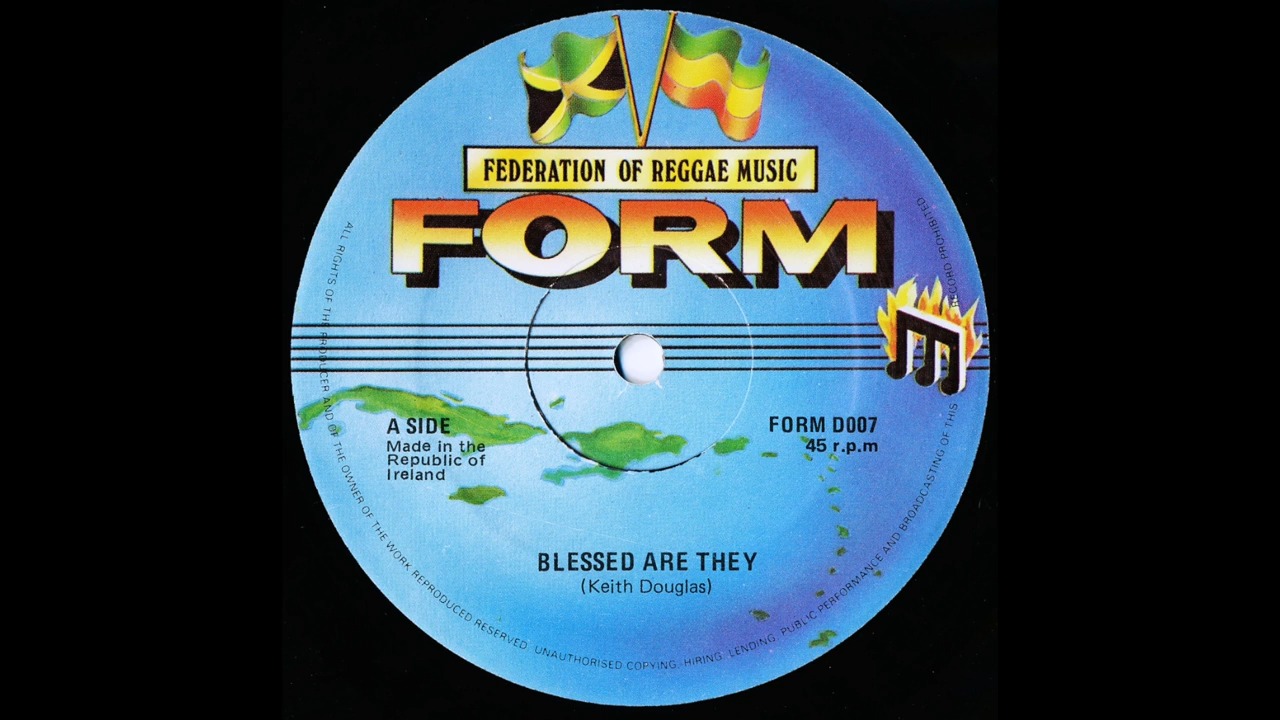 FEDERATION OF REGGAE MUSIC
FORM
A SIDE
Made in the
Republic of
Ireland
FORM D007
45 r.p.m
BLESSED ARE THEY
(Keith Douglas)
ALL RIGHTS OF THE PRODUCER AND OF THE OWNER OF THE WORK REPRODUCED RESERVED. UNAUTHORISED COPYING. HIRING. LENDING. PUBLIC PERFORMANCE AND BROADCASTING OF THIS RECORD PROHIBITED